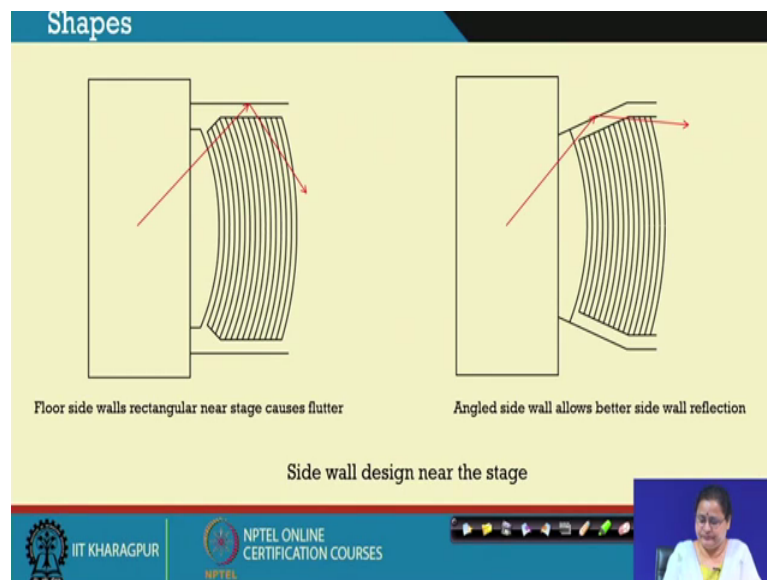 Shapes
Floor side walls rectangular near stage causes flutter
Angled side wall allows better side wall reflection
Side wall design near the stage
IIT KHARAGPUR
NPTEL
NPTEL ONLINE
CERTIFICATION COURSES